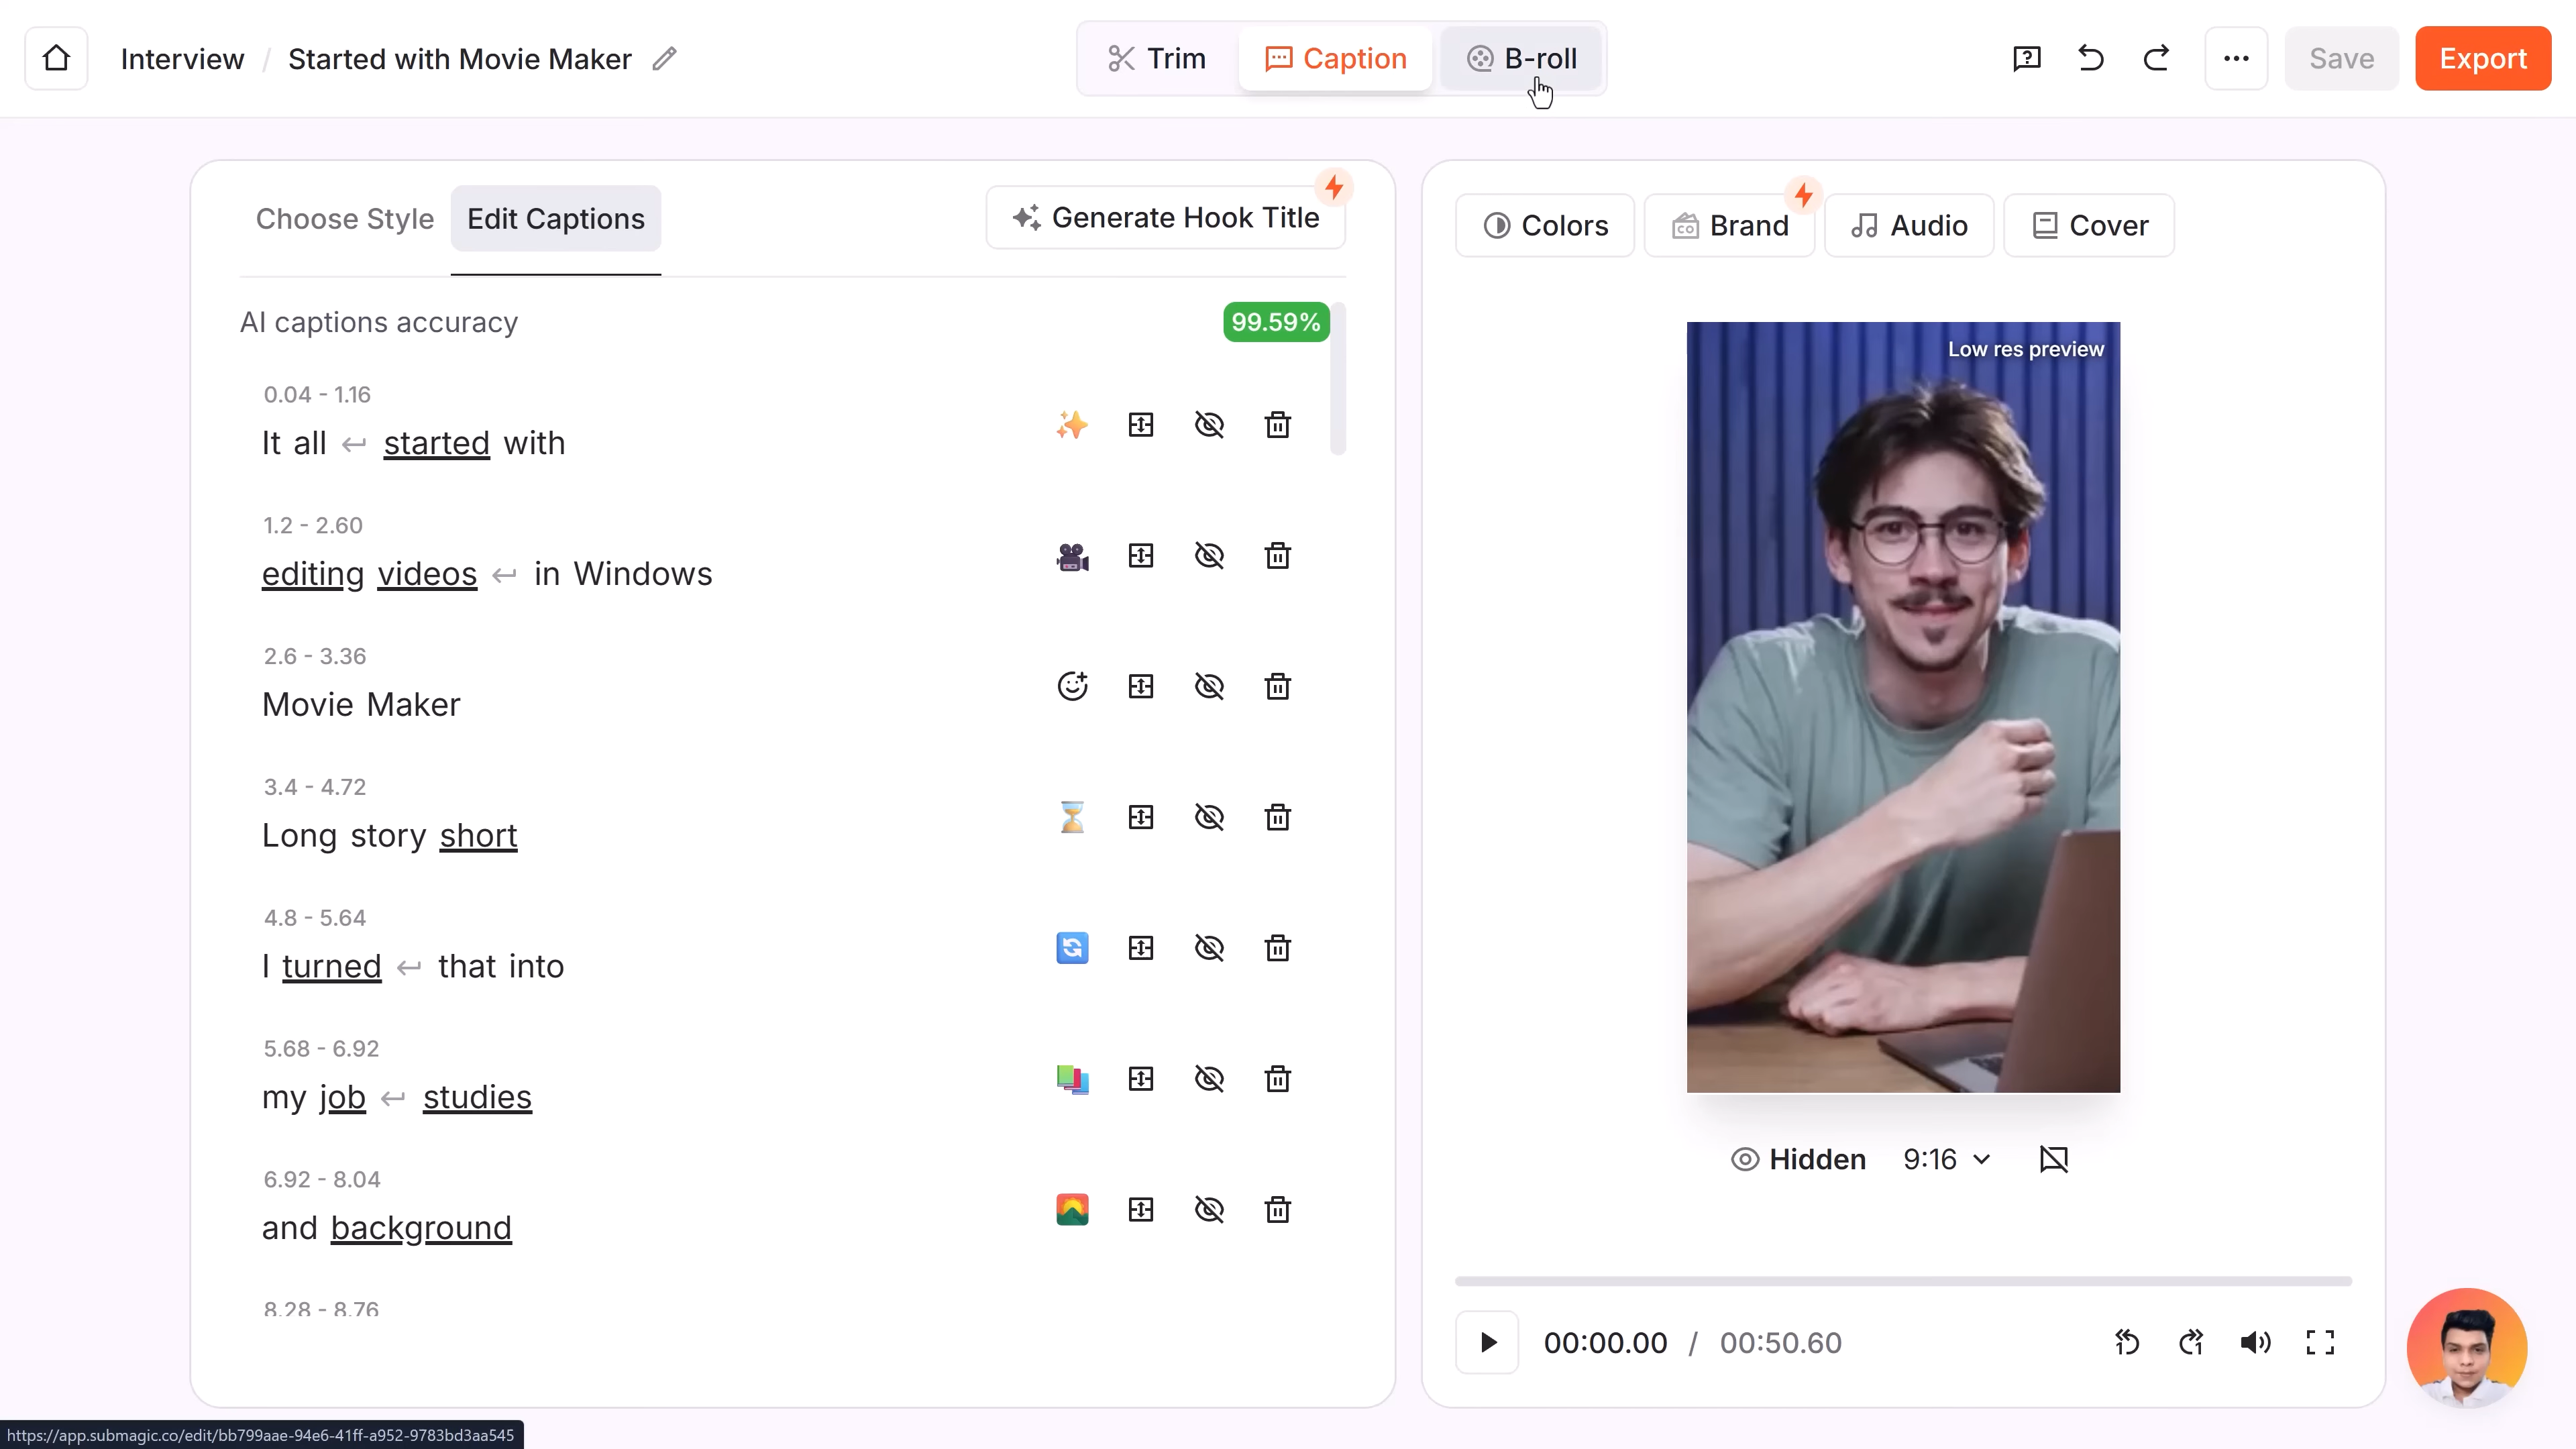 Interview / Started with Movie Maker
Trim
Caption
B-roll
Save
Export
Choose Style
Edit Captions
Generate Hook Title
AI captions accuracy
99.59%
0.04 - 1.16
It all ↩ started with
1.2 - 2.60
editing videos ↩ in Windows
2.6 - 3.36
Movie Maker
3.4 - 4.72
Long story short
4.8 - 5.64
I turned ↩ that into
5.68 - 6.92
my job ↩ studies
6.92 - 8.04
and background
8.28 - 8.76
Colors
Brand
Audio
Cover
Low res preview
Hidden
9:16
00:00.00 / 00:50.60
https://app.submagic.co/edit/bb799aae-94e6-41ff-a952-9783bd3aa545